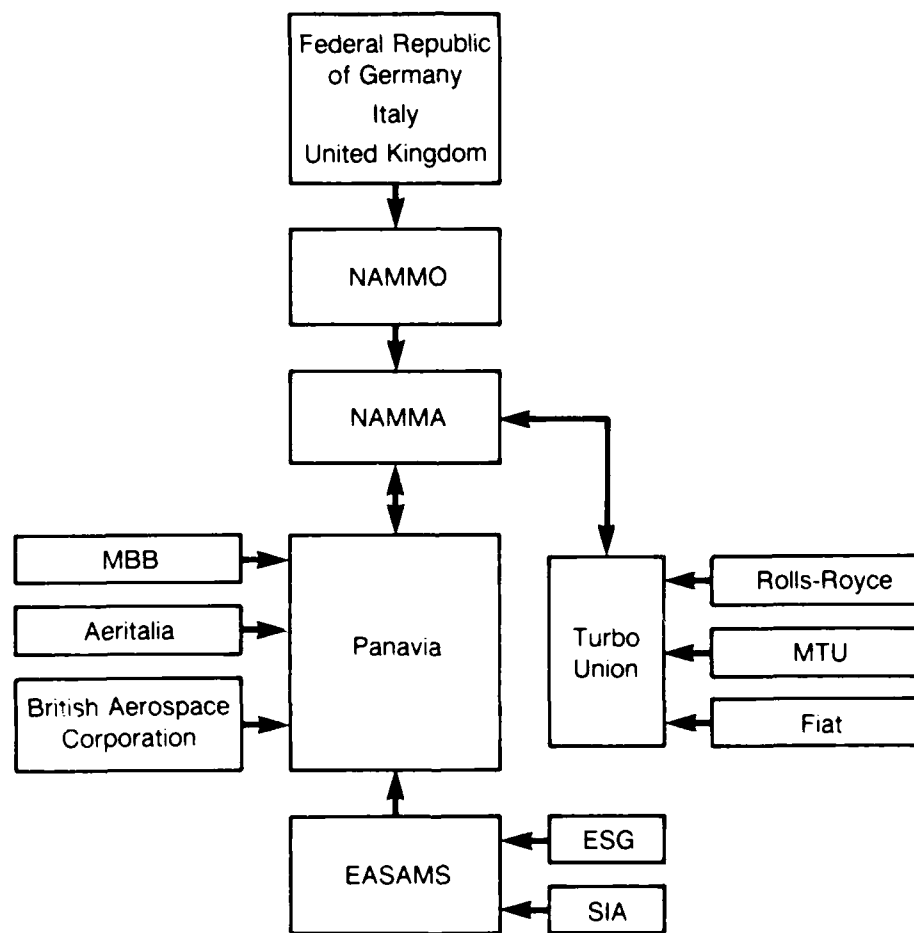 Federal Republic
of Germany
Italy
United Kingdom
NAMMO
NAMMA
MBB
Aeritalia
British Aerospace
Corporation
Panavia
Turbo
Union
Rolls-Royce
MTU
Fiat
EASAMS
ESG
SIA